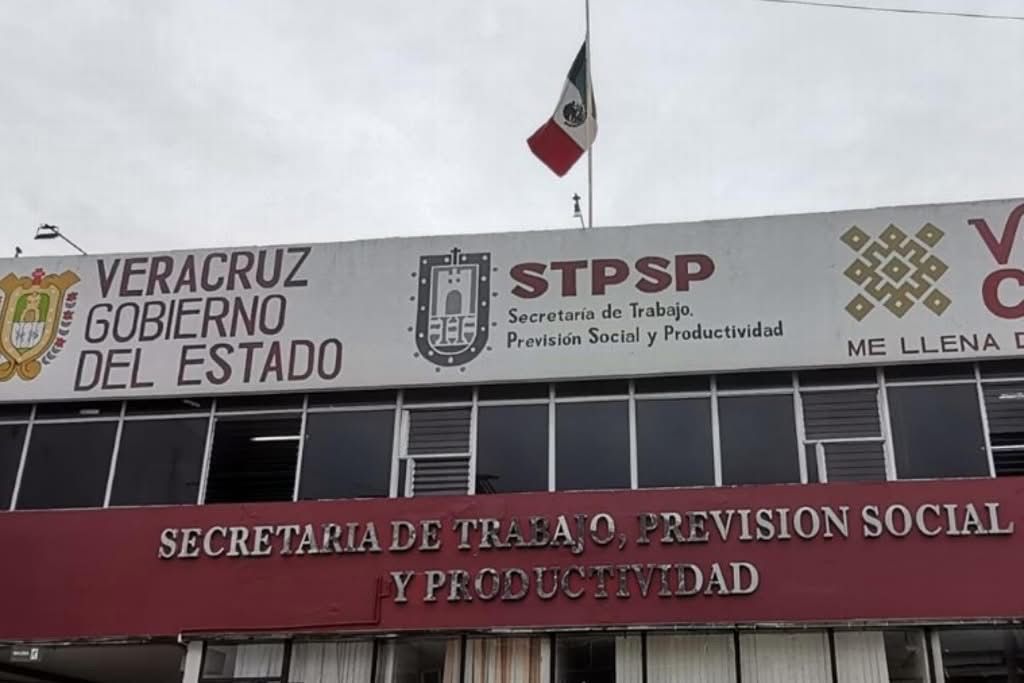 VERACRUZ
GOBIERNO
DEL ESTADO
STPSP
Secretaría de Trabajo,
Previsión Social y Productividad
ME LLENA
SECRETARIA DE TRABAJO, PREVISION SOCIAL
Y PRODUCTIVIDAD